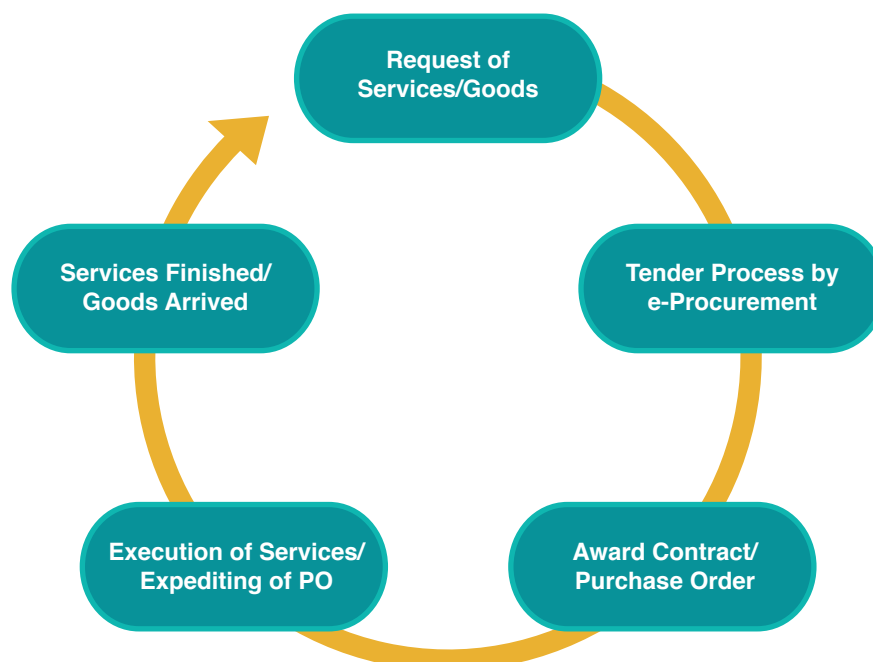 Request of
Services/Goods
Tender Process by
e-Procurement
Award Contract/
Purchase Order
Execution of Services/
Expediting of PO
Services Finished/
Goods Arrived